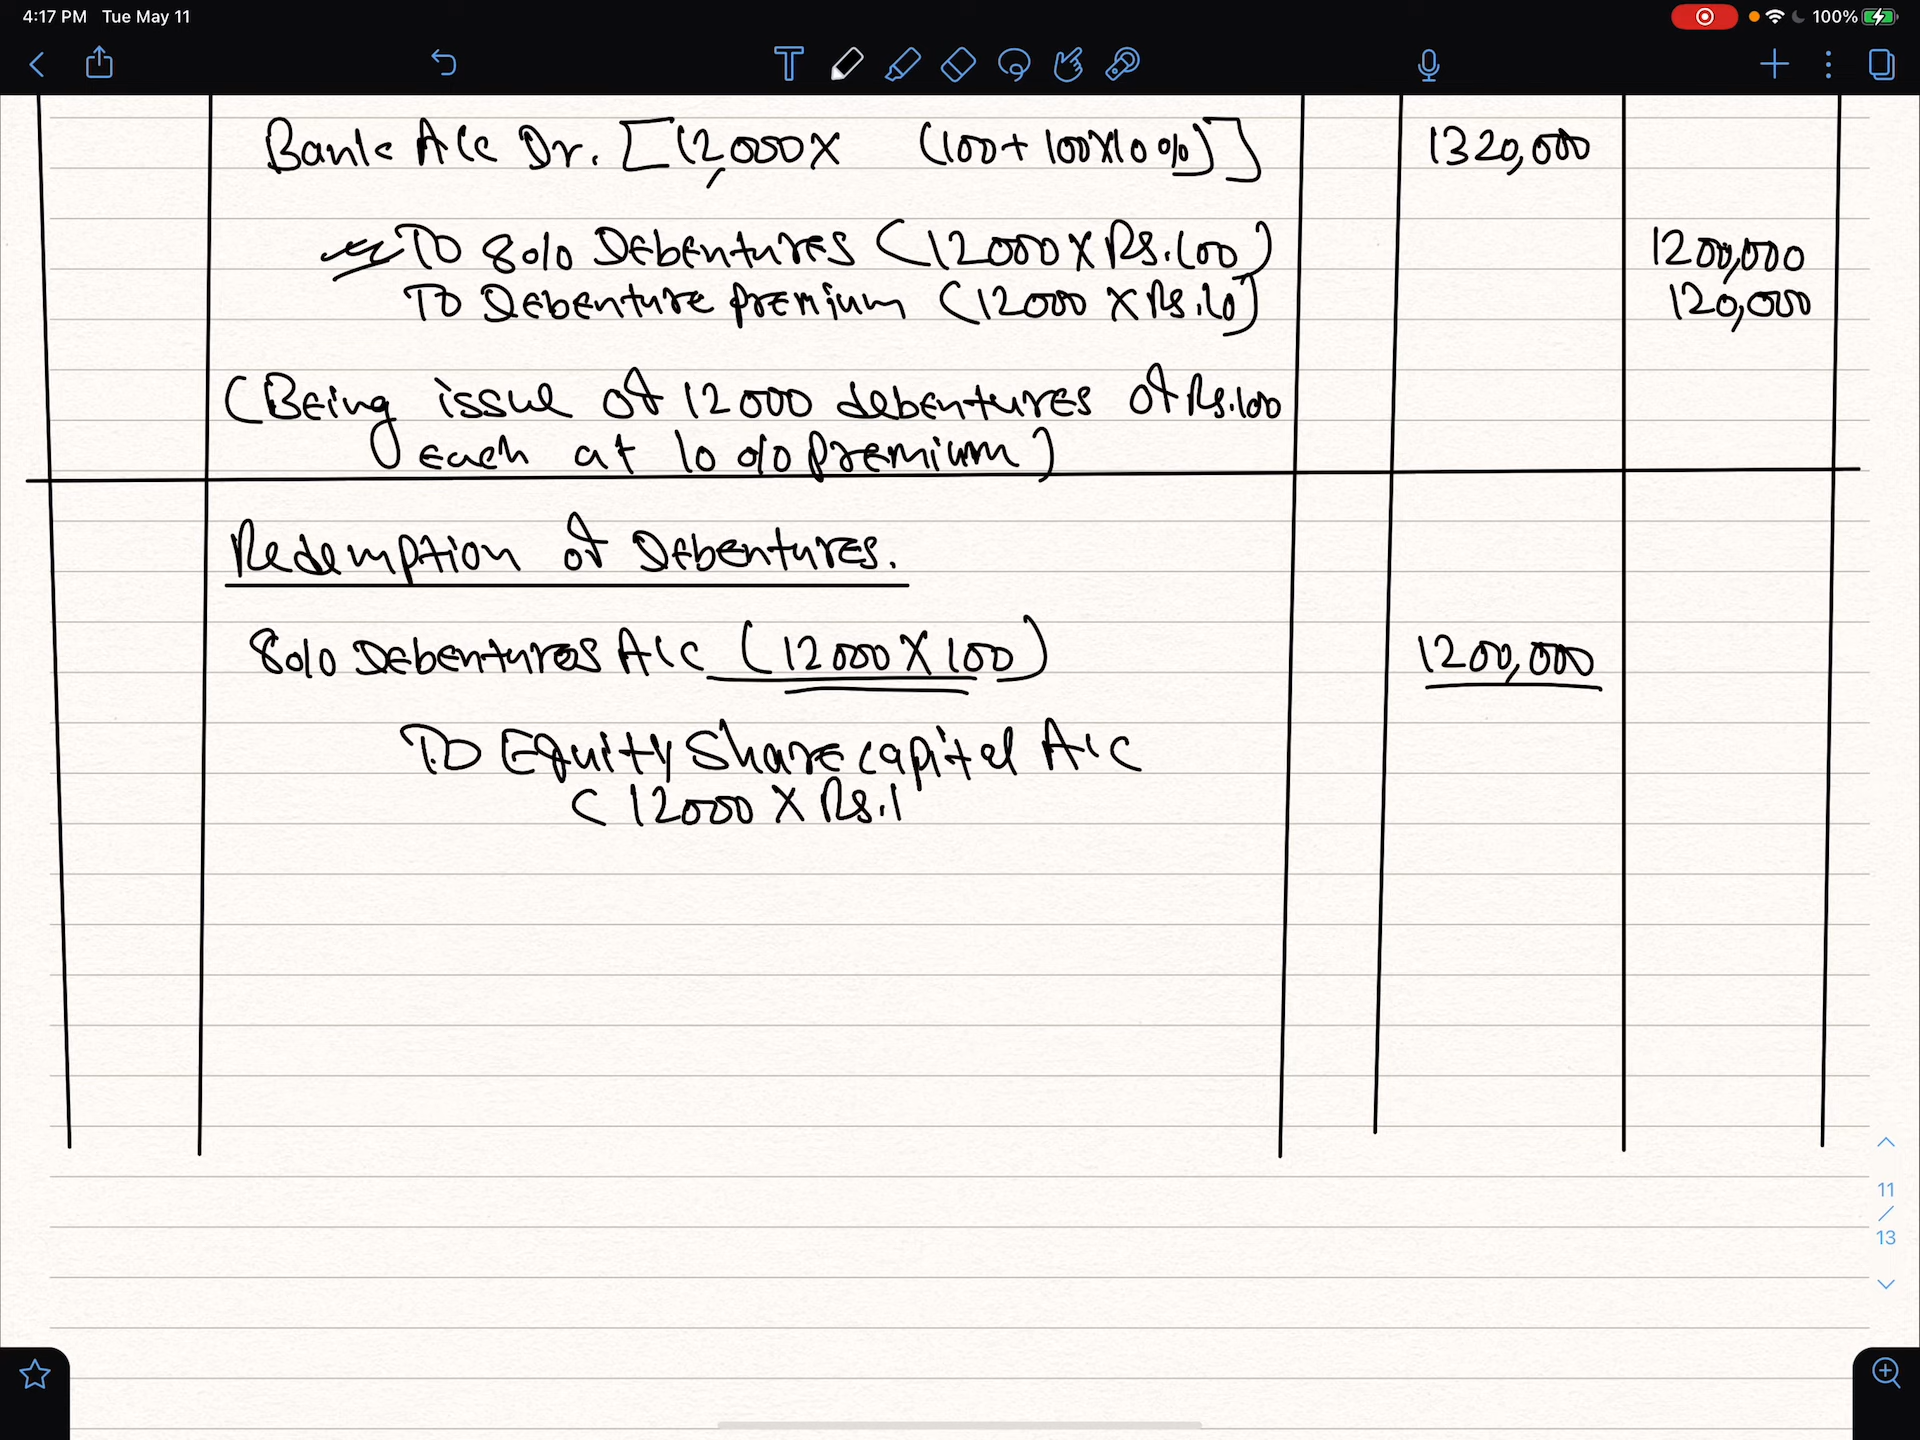 4:17 PM Tue May 11
100%
Bank A/c Dr. [12,000X (100+100X10%)] 1320,000
To 8% Debentures (12000 X Rs.100) 1200,000
To Debenture premium (12000 X Rs.10) 120,000
(Being issue of 12000 debentures of Rs.100
each at 10% premium)
Redemption of Debentures.
8% Debentures A/c (12000 X 100) 1200,000
To Equity Share capital A/c
(12000 X Rs.1
11
/
13